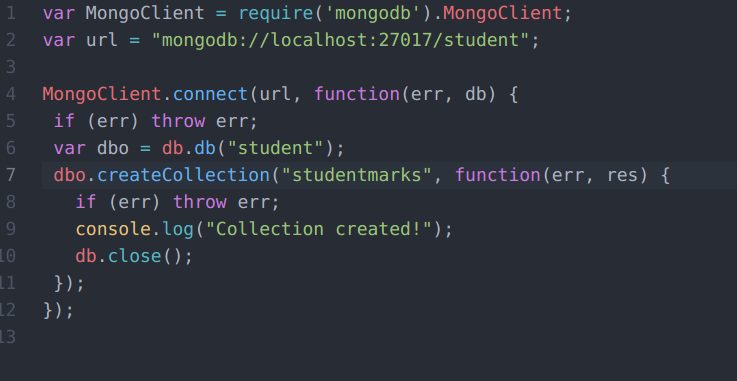 1 var MongoClient = require('mongodb').MongoClient;
2 var url = "mongodb://localhost:27017/student";
3
4 MongoClient.connect(url, function(err, db) {
5  if (err) throw err;
6  var dbo = db.db("student");
7  dbo.createCollection("studentmarks", function(err, res) {
8    if (err) throw err;
9    console.log("Collection created!");
10    db.close();
11  });
12 });
13